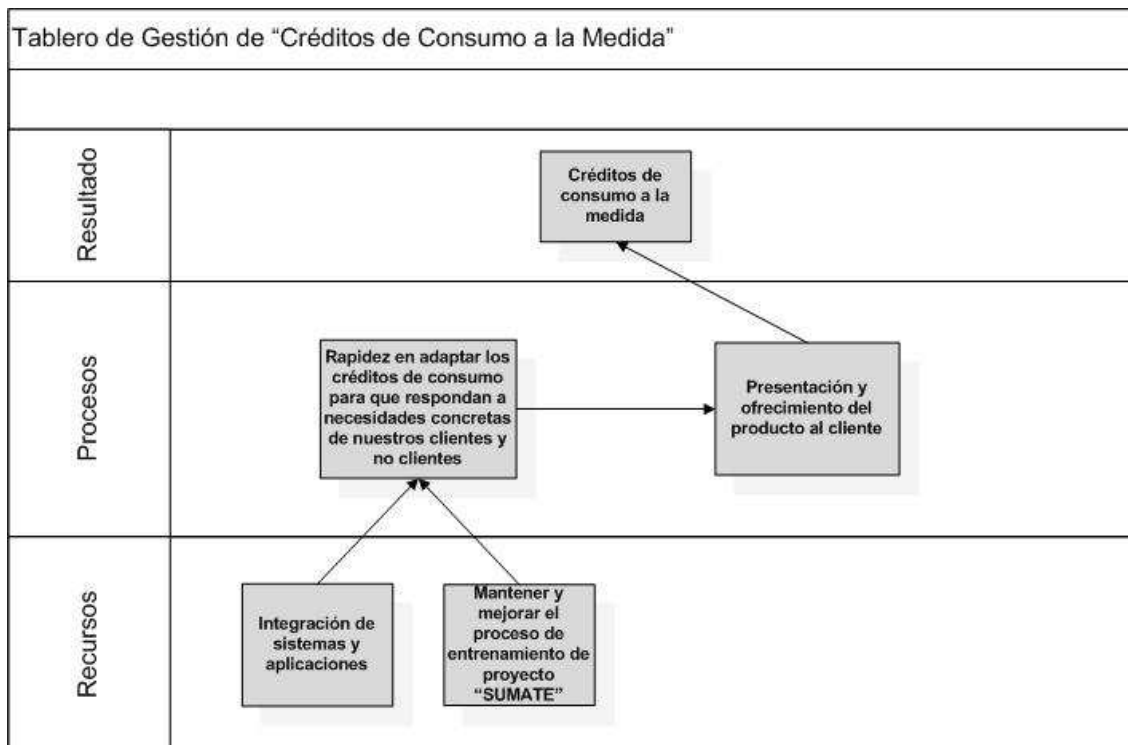 Tablero de Gestión de “Créditos de Consumo a la Medida”
Resultado
Créditos de
consumo a la
medida
Procesos
Rapidez en adaptar los
créditos de consumo
para que respondan a
necesidades concretas
de nuestros clientes y
no clientes
Presentación y
ofrecimiento del
producto al cliente
Recursos
Integración de
sistemas y
aplicaciones
Mantener y
mejorar el
proceso de
entrenamiento de
proyecto
“SUMATE”